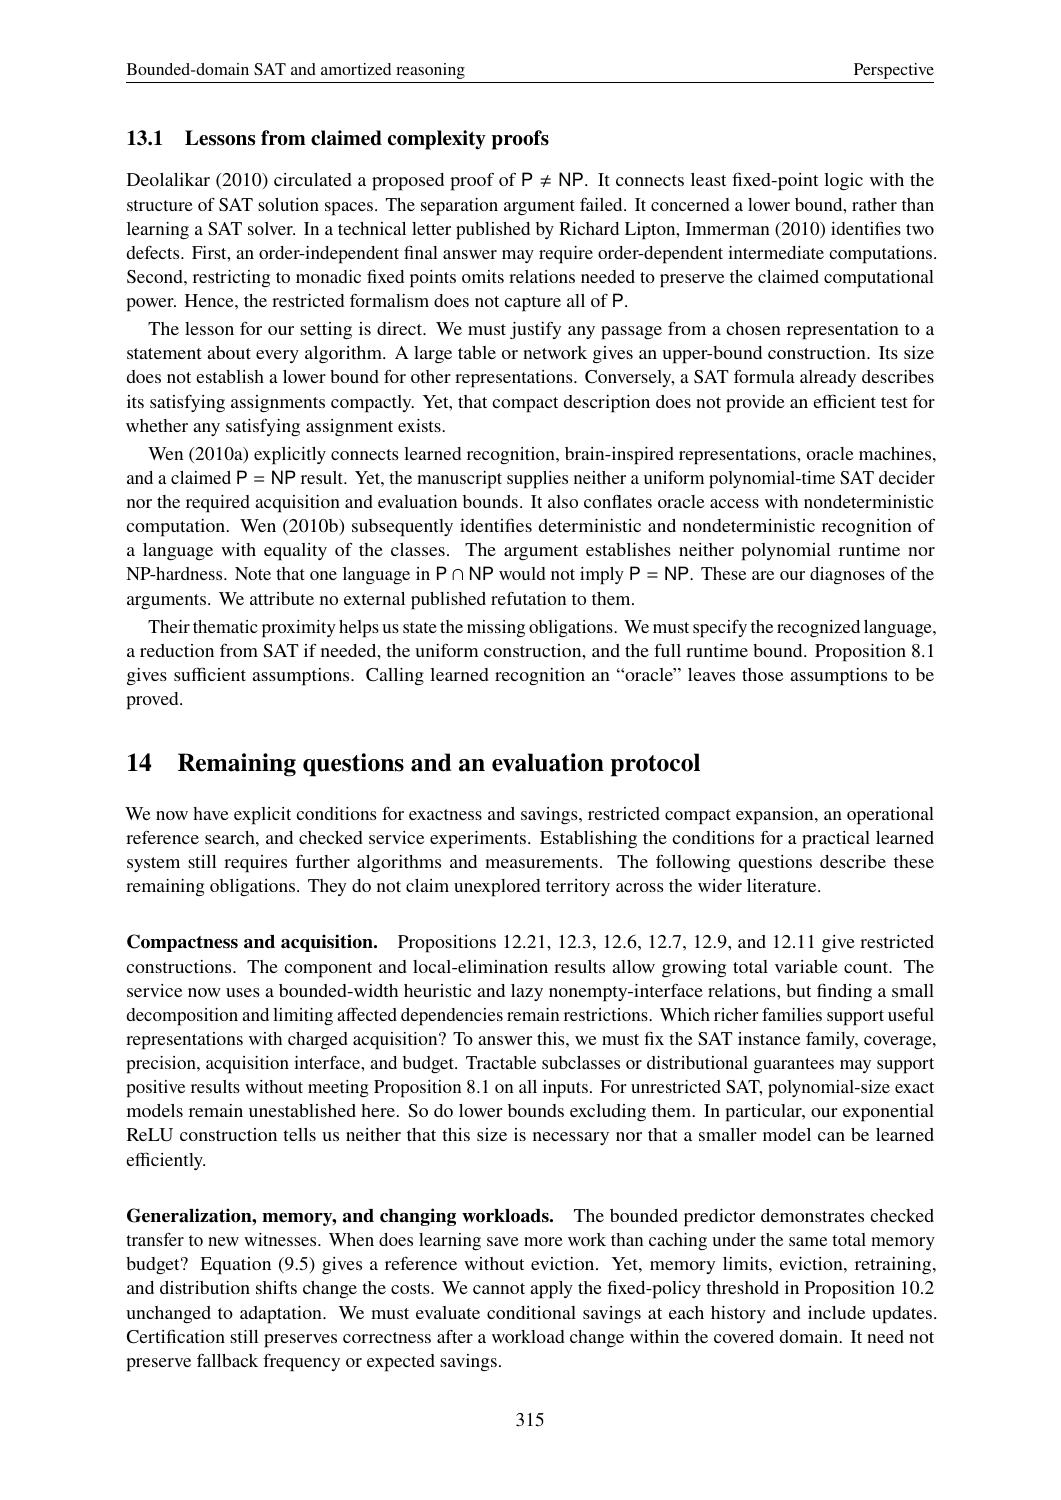 Bounded-domain SAT and amortized reasoning Perspective
13.1 Lessons from claimed complexity proofs
Deolalikar (2010) circulated a proposed proof of P ≠ NP. It connects least fixed-point logic with the
structure of SAT solution spaces. The separation argument failed. It concerned a lower bound, rather than
learning a SAT solver. In a technical letter published by Richard Lipton, Immerman (2010) identifies two
defects. First, an order-independent final answer may require order-dependent intermediate computations.
Second, restricting to monadic fixed points omits relations needed to preserve the claimed computational
power. Hence, the restricted formalism does not capture all of P.
The lesson for our setting is direct. We must justify any passage from a chosen representation to a
statement about every algorithm. A large table or network gives an upper-bound construction. Its size
does not establish a lower bound for other representations. Conversely, a SAT formula already describes
its satisfying assignments compactly. Yet, that compact description does not provide an efficient test for
whether any satisfying assignment exists.
Wen (2010a) explicitly connects learned recognition, brain-inspired representations, oracle machines,
and a claimed P = NP result. Yet, the manuscript supplies neither a uniform polynomial-time SAT decider
nor the required acquisition and evaluation bounds. It also conflates oracle access with nondeterministic
computation. Wen (2010b) subsequently identifies deterministic and nondeterministic recognition of
a language with equality of the classes. The argument establishes neither polynomial runtime nor
NP-hardness. Note that one language in P ∩ NP would not imply P = NP. These are our diagnoses of the
arguments. We attribute no external published refutation to them.
Their thematic proximity helps us state the missing obligations. We must specify the recognized language,
a reduction from SAT if needed, the uniform construction, and the full runtime bound. Proposition 8.1
gives sufficient assumptions. Calling learned recognition an “oracle” leaves those assumptions to be
proved.
14 Remaining questions and an evaluation protocol
We now have explicit conditions for exactness and savings, restricted compact expansion, an operational
reference search, and checked service experiments. Establishing the conditions for a practical learned
system still requires further algorithms and measurements. The following questions describe these
remaining obligations. They do not claim unexplored territory across the wider literature.
Compactness and acquisition. Propositions 12.21, 12.3, 12.6, 12.7, 12.9, and 12.11 give restricted
constructions. The component and local-elimination results allow growing total variable count. The
service now uses a bounded-width heuristic and lazy nonempty-interface relations, but finding a small
decomposition and limiting affected dependencies remain restrictions. Which richer families support useful
representations with charged acquisition? To answer this, we must fix the SAT instance family, coverage,
precision, acquisition interface, and budget. Tractable subclasses or distributional guarantees may support
positive results without meeting Proposition 8.1 on all inputs. For unrestricted SAT, polynomial-size exact
models remain unestablished here. So do lower bounds excluding them. In particular, our exponential
ReLU construction tells us neither that this size is necessary nor that a smaller model can be learned
efficiently.
Generalization, memory, and changing workloads. The bounded predictor demonstrates checked
transfer to new witnesses. When does learning save more work than caching under the same total memory
budget? Equation (9.5) gives a reference without eviction. Yet, memory limits, eviction, retraining,
and distribution shifts change the costs. We cannot apply the fixed-policy threshold in Proposition 10.2
unchanged to adaptation. We must evaluate conditional savings at each history and include updates.
Certification still preserves correctness after a workload change within the covered domain. It need not
preserve fallback frequency or expected savings.
315